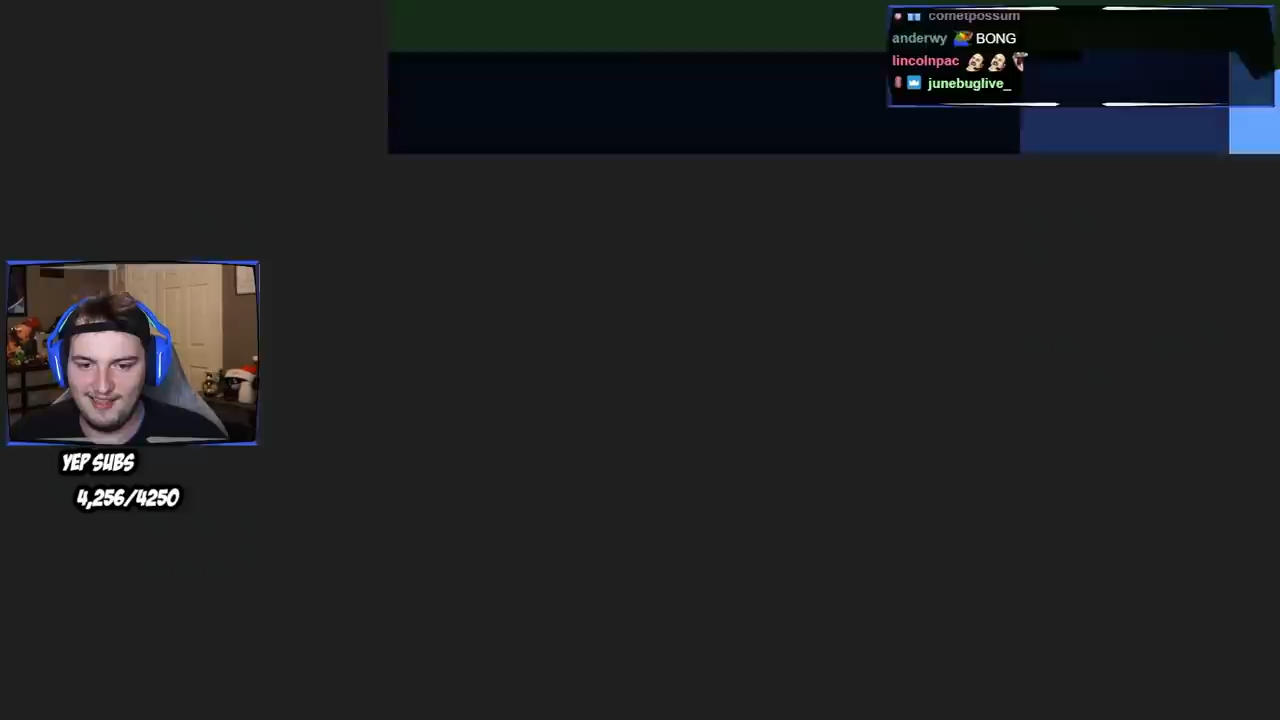 cometpossum
anderwy BONG
lincolnpac
junebuglive_
YEP SUBS
4,256/4250